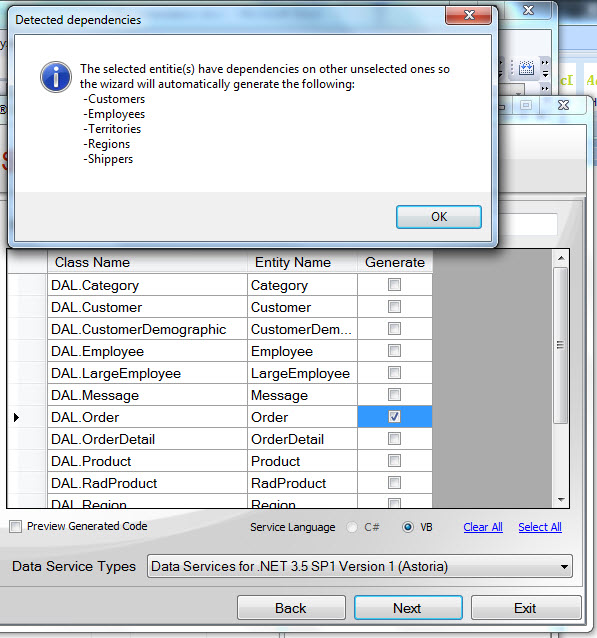 Detected dependencies
The selected entitie(s) have dependencies on other unselected ones so
the wizard will automatically generate the following:
-Customers
-Employees
-Territories
-Regions
-Shippers
OK
Class Name Entity Name Generate
DAL.Category Category
DAL.Customer Customer
DAL.CustomerDemographic CustomerDem...
DAL.Employee Employee
DAL.LargeEmployee LargeEmployee
DAL.Message Message
DAL.Order Order
DAL.OrderDetail OrderDetail
DAL.Product Product
DAL.RadProduct RadProduct
DAL.Region Region
Preview Generated Code Service Language C# VB Clear All Select All
Data Service Types Data Services for .NET 3.5 SP1 Version 1 (Astoria)
Back Next Exit